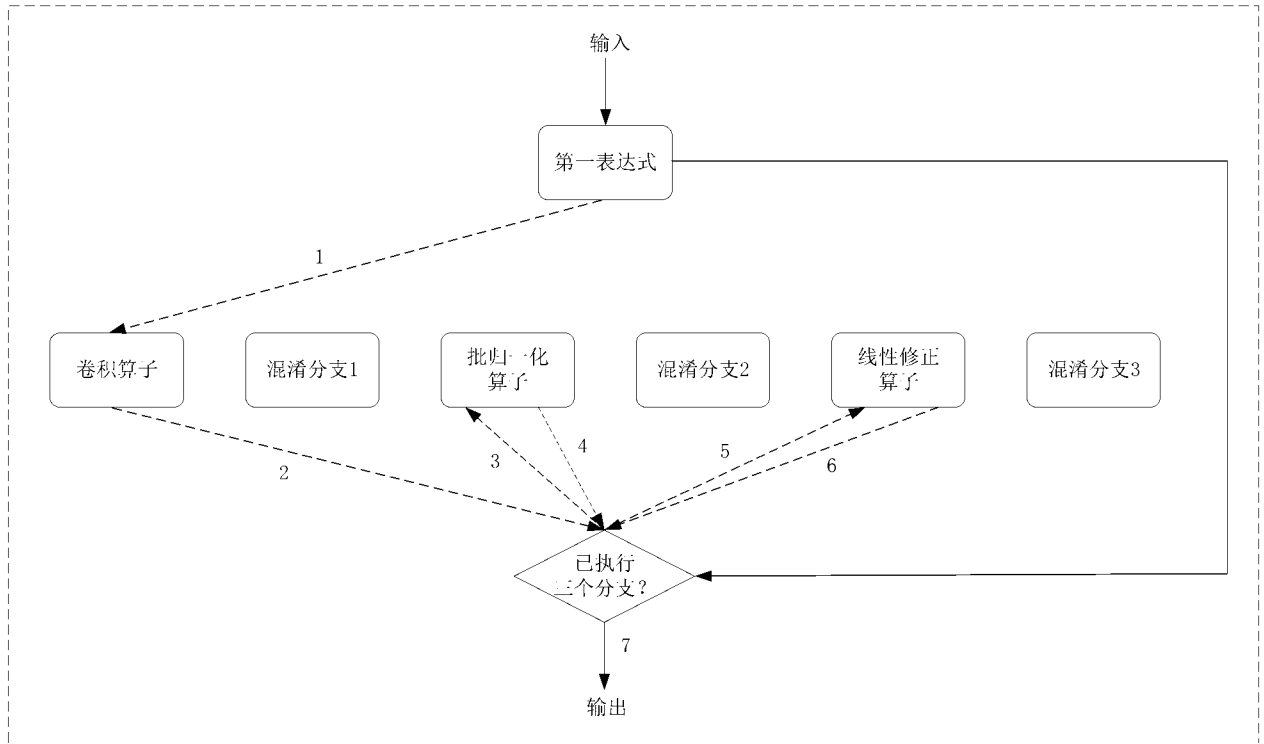 输入
第一表达式
1
卷积算子
混淆分支1
批归一化
算子
混淆分支2
线性修正
算子
混淆分支3
2
3
4
5
6
已执行
三个分支?
7
输出